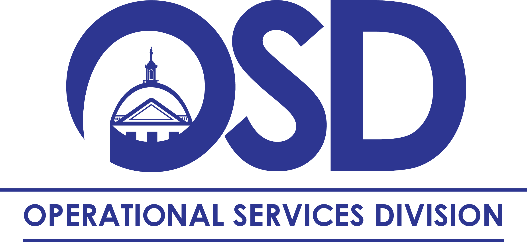 OSD
OPERATIONAL SERVICES DIVISION